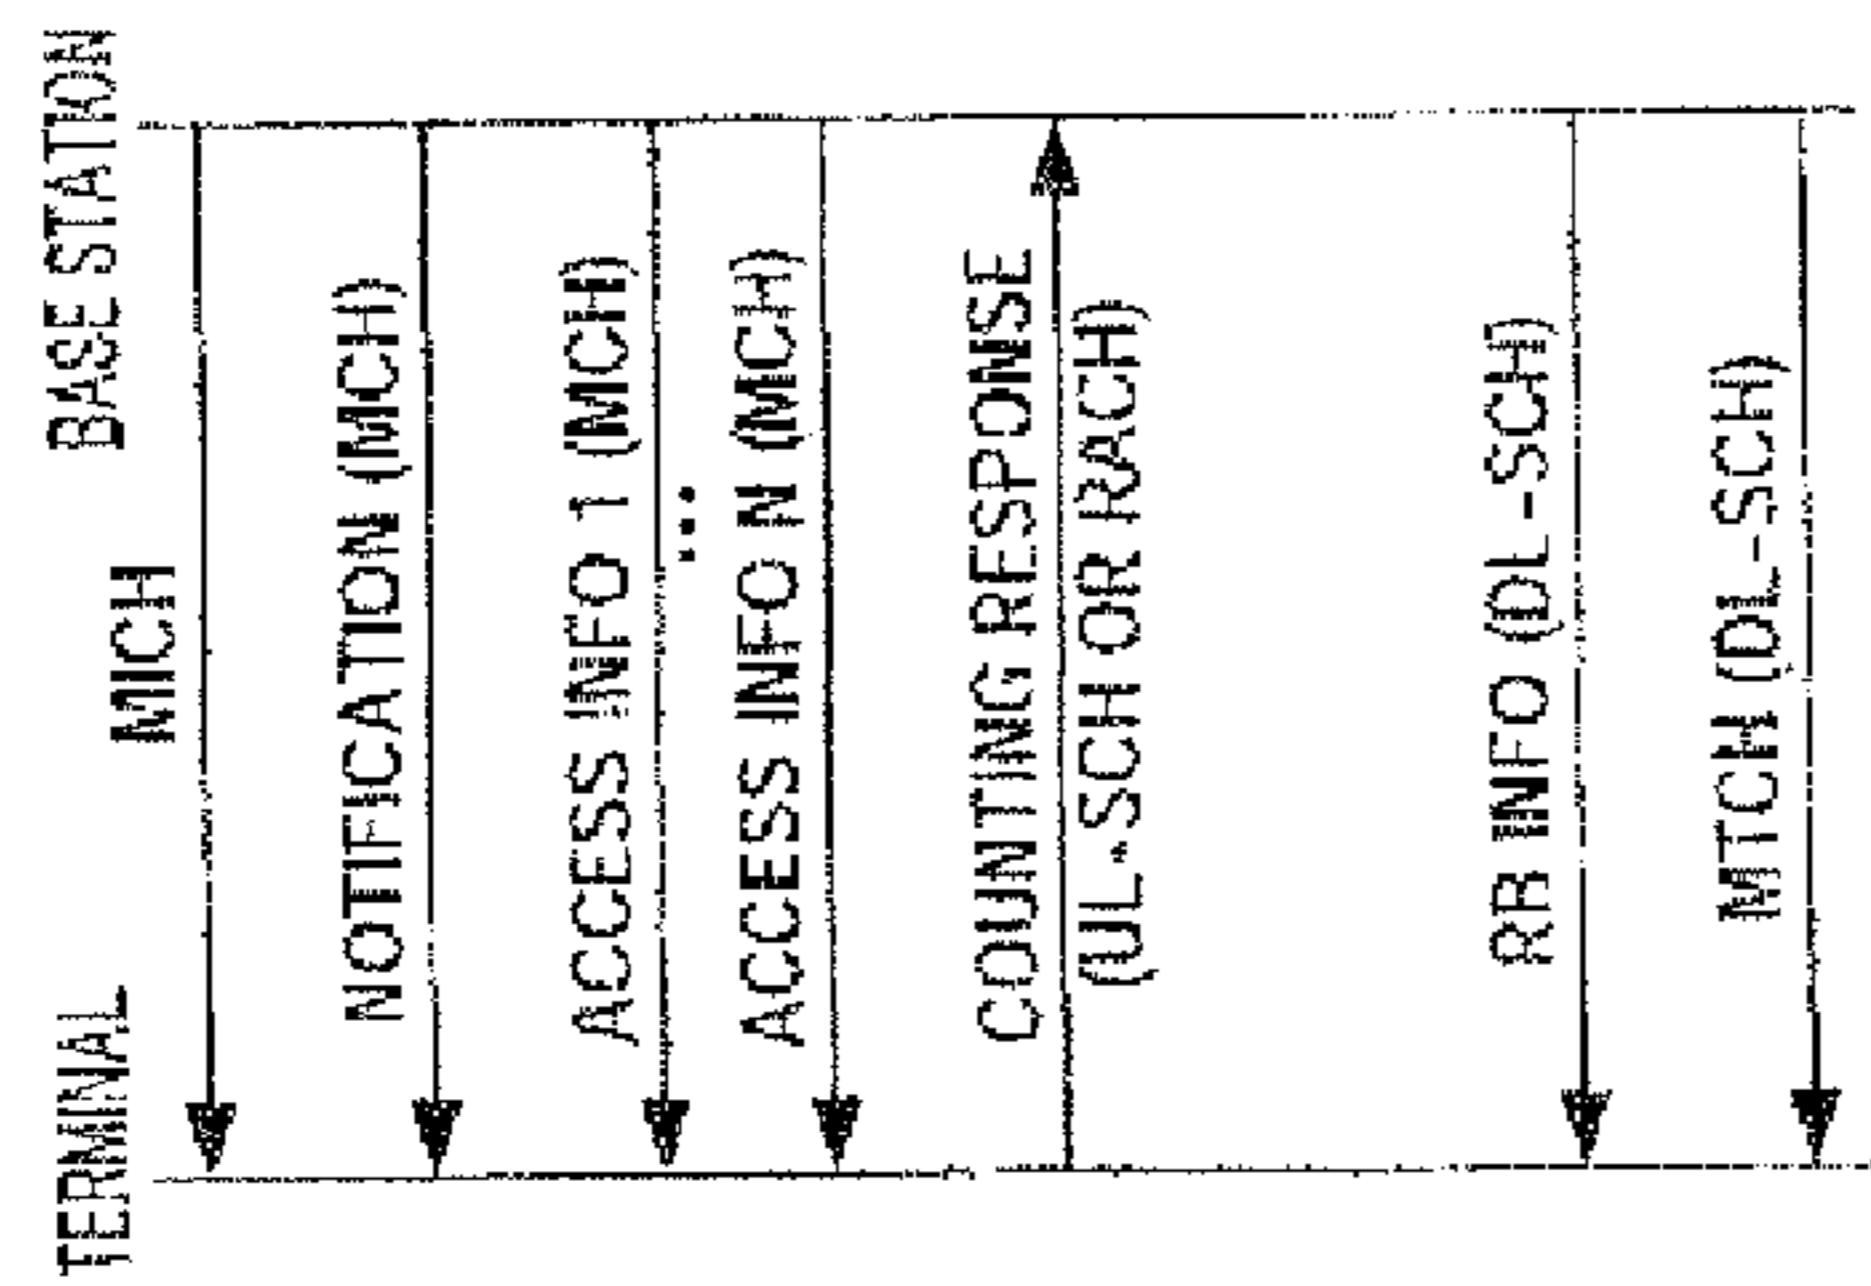 TERMINAL
BASE STATION
MICH
NOTIFICATION (MCH)
ACCESS INFO 1 (MCH)
...
ACCESS INFO N (MCH)
COUNTING RESPONSE
(UL-SCH OR RACH)
RB INFO (DL-SCH)
MTCH (DL-SCH)